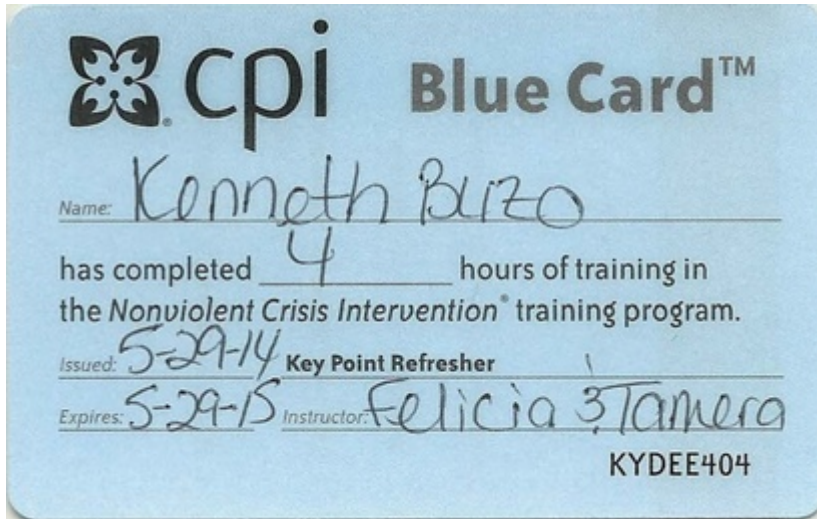 cpi Blue Card™
Name: Kenneth Buzo
has completed 4 hours of training in
the Nonviolent Crisis Intervention® training program.
Issued: 5-29-14 Key Point Refresher
Expires: 5-29-15 Instructor: Felicia & Tamera
KYDEE404